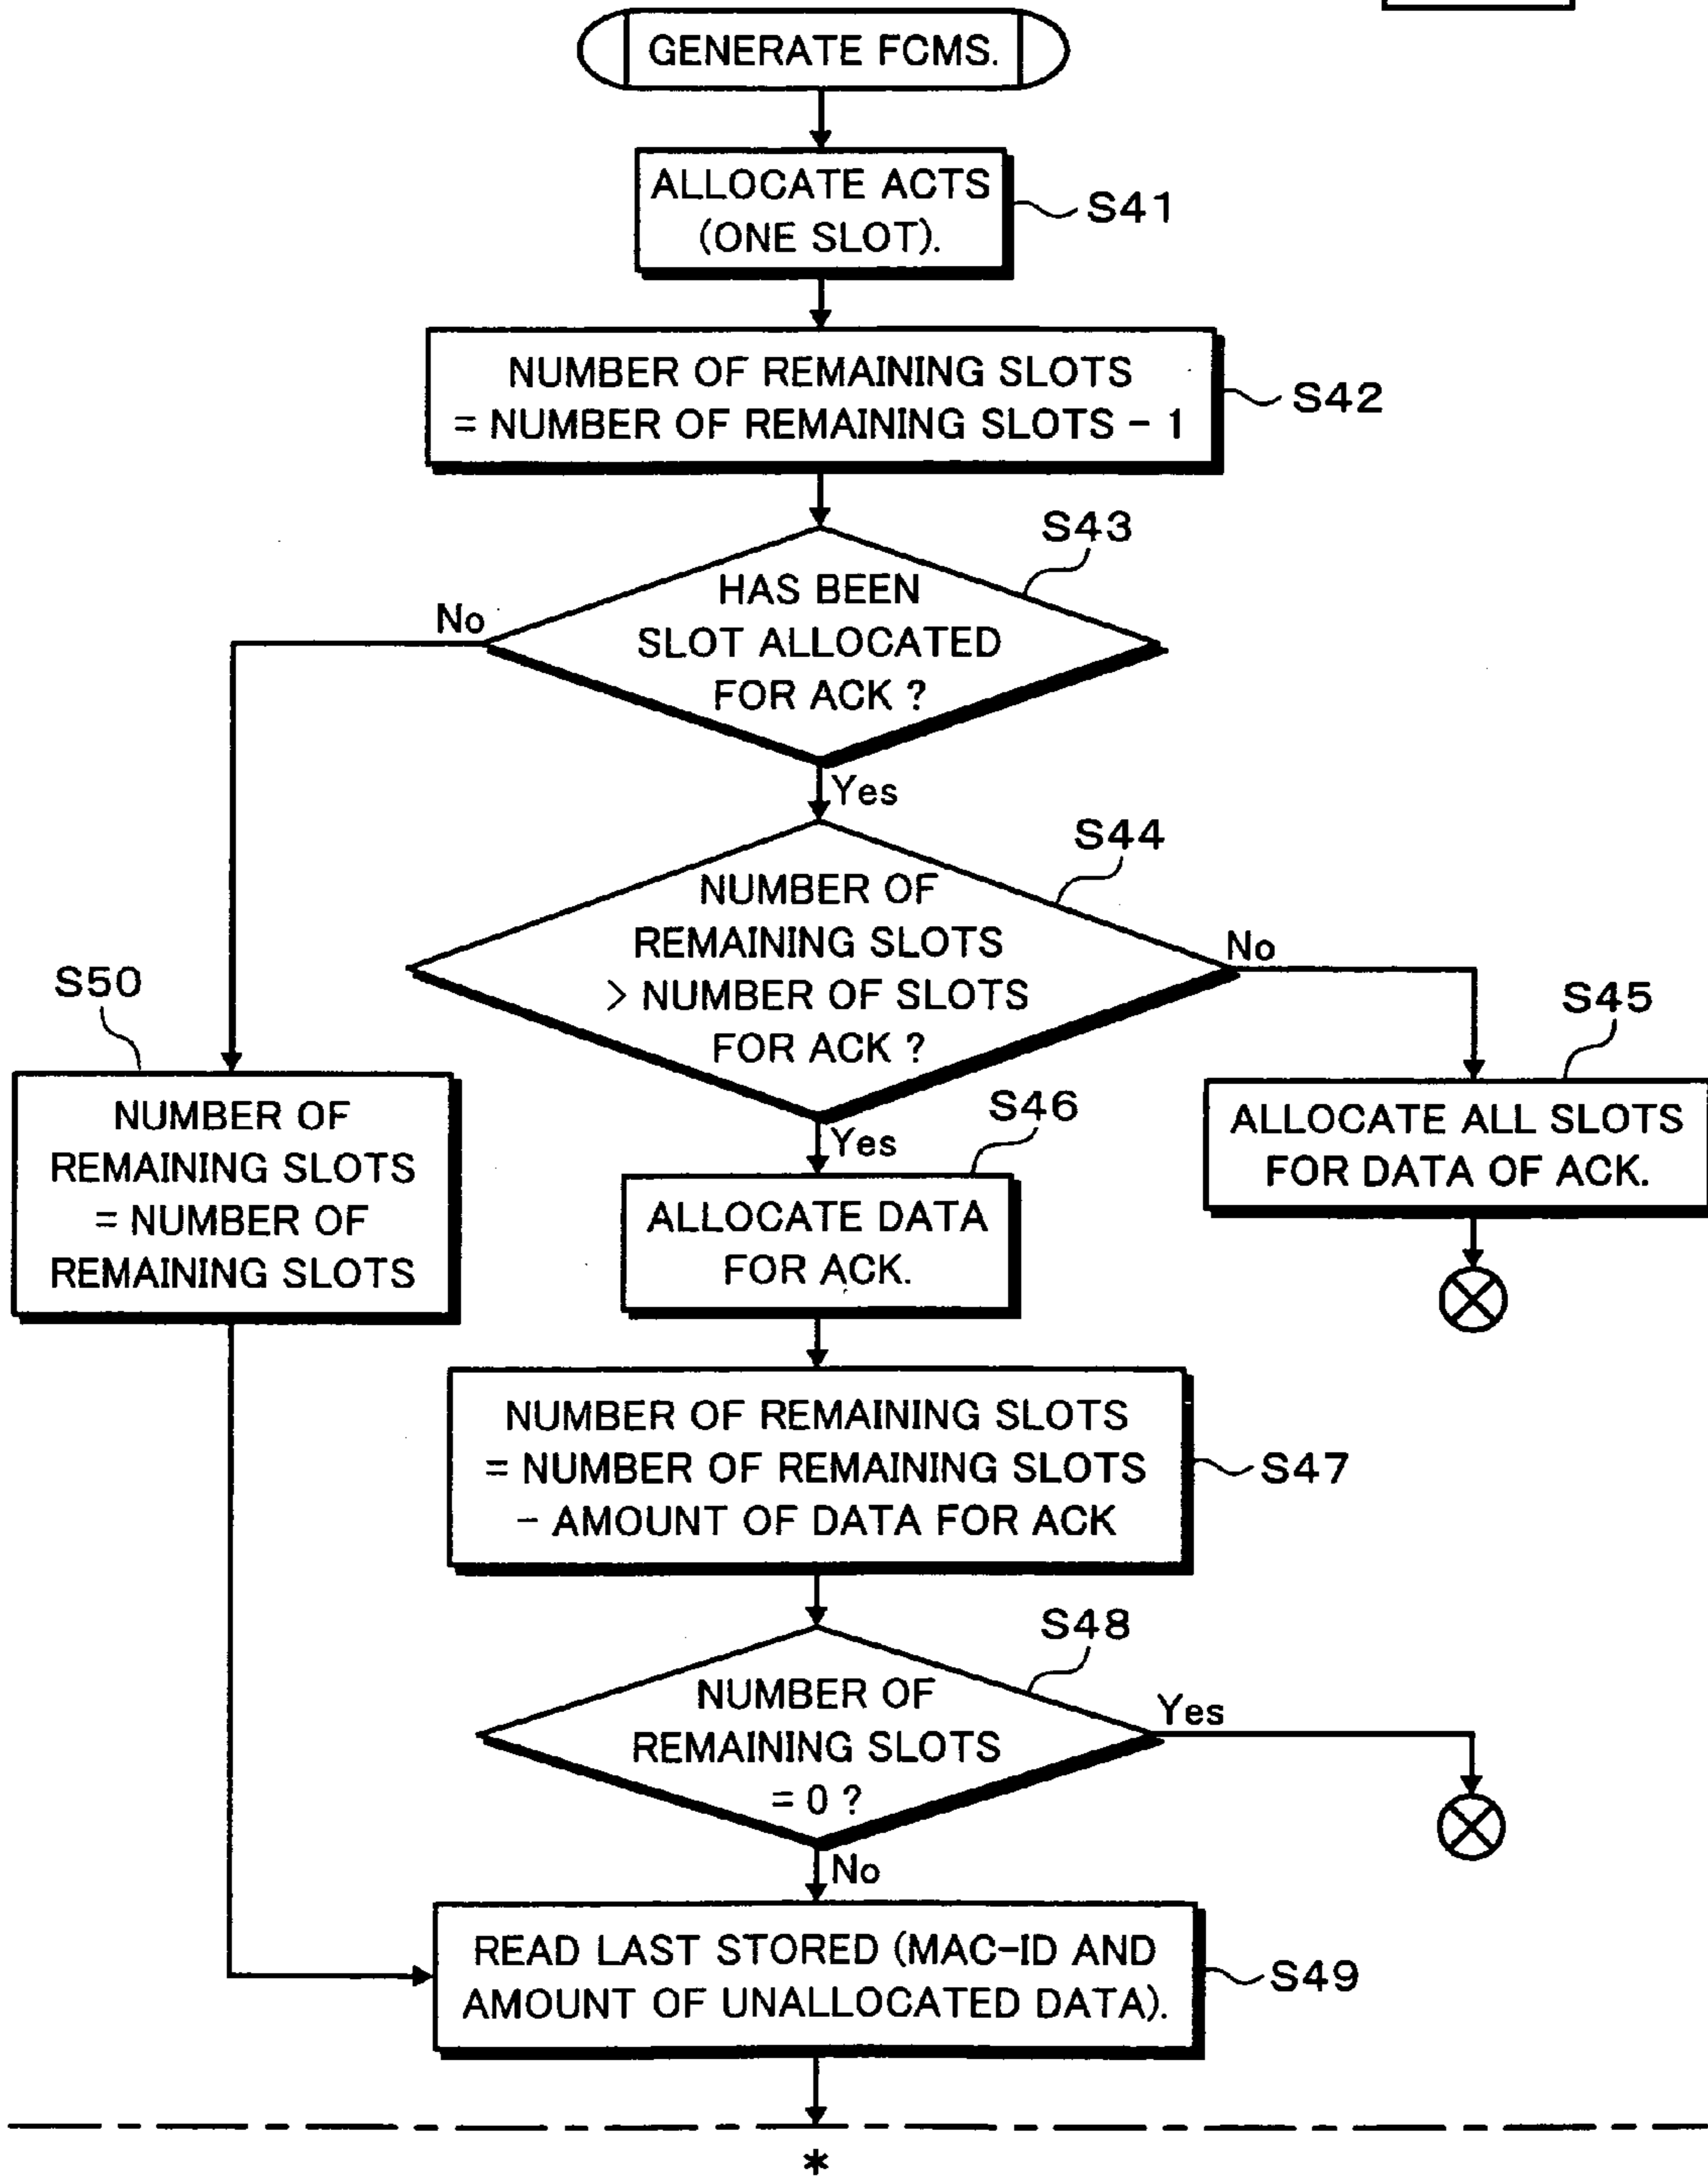 GENERATE FCMS.
ALLOCATE ACTS
(ONE SLOT).
S41
NUMBER OF REMAINING SLOTS
= NUMBER OF REMAINING SLOTS - 1
S42
S43
HAS BEEN
SLOT ALLOCATED
FOR ACK ?
No
Yes
S44
NUMBER OF
REMAINING SLOTS
> NUMBER OF SLOTS
FOR ACK ?
No
Yes
S45
ALLOCATE ALL SLOTS
FOR DATA OF ACK.
S50
NUMBER OF
REMAINING SLOTS
= NUMBER OF
REMAINING SLOTS
S46
ALLOCATE DATA
FOR ACK.
NUMBER OF REMAINING SLOTS
= NUMBER OF REMAINING SLOTS
- AMOUNT OF DATA FOR ACK
S47
S48
NUMBER OF
REMAINING SLOTS
= 0 ?
Yes
No
READ LAST STORED (MAC-ID AND
AMOUNT OF UNALLOCATED DATA).
S49
*